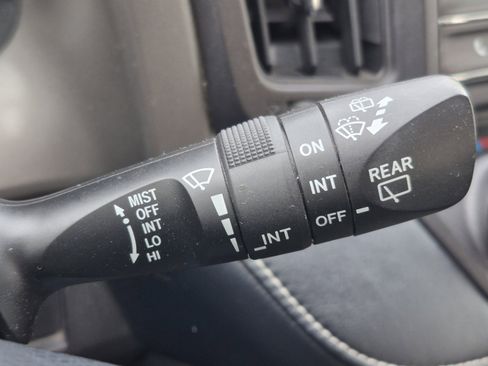 MIST
OFF
INT
LO
HI
INT
ON
INT
OFF
REAR